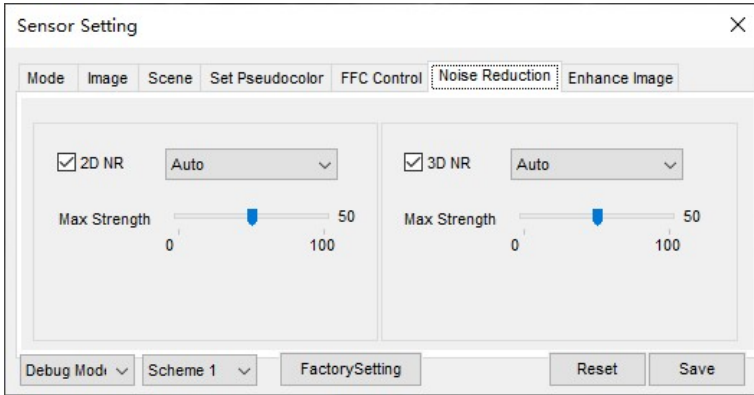 Sensor Setting
Mode Image Scene Set Pseudocolor FFC Control Noise Reduction Enhance Image
2D NR Auto 3D NR Auto
Max Strength 50 Max Strength 50
0 100 0 100
Debug Mod Scheme 1 FactorySetting Reset Save